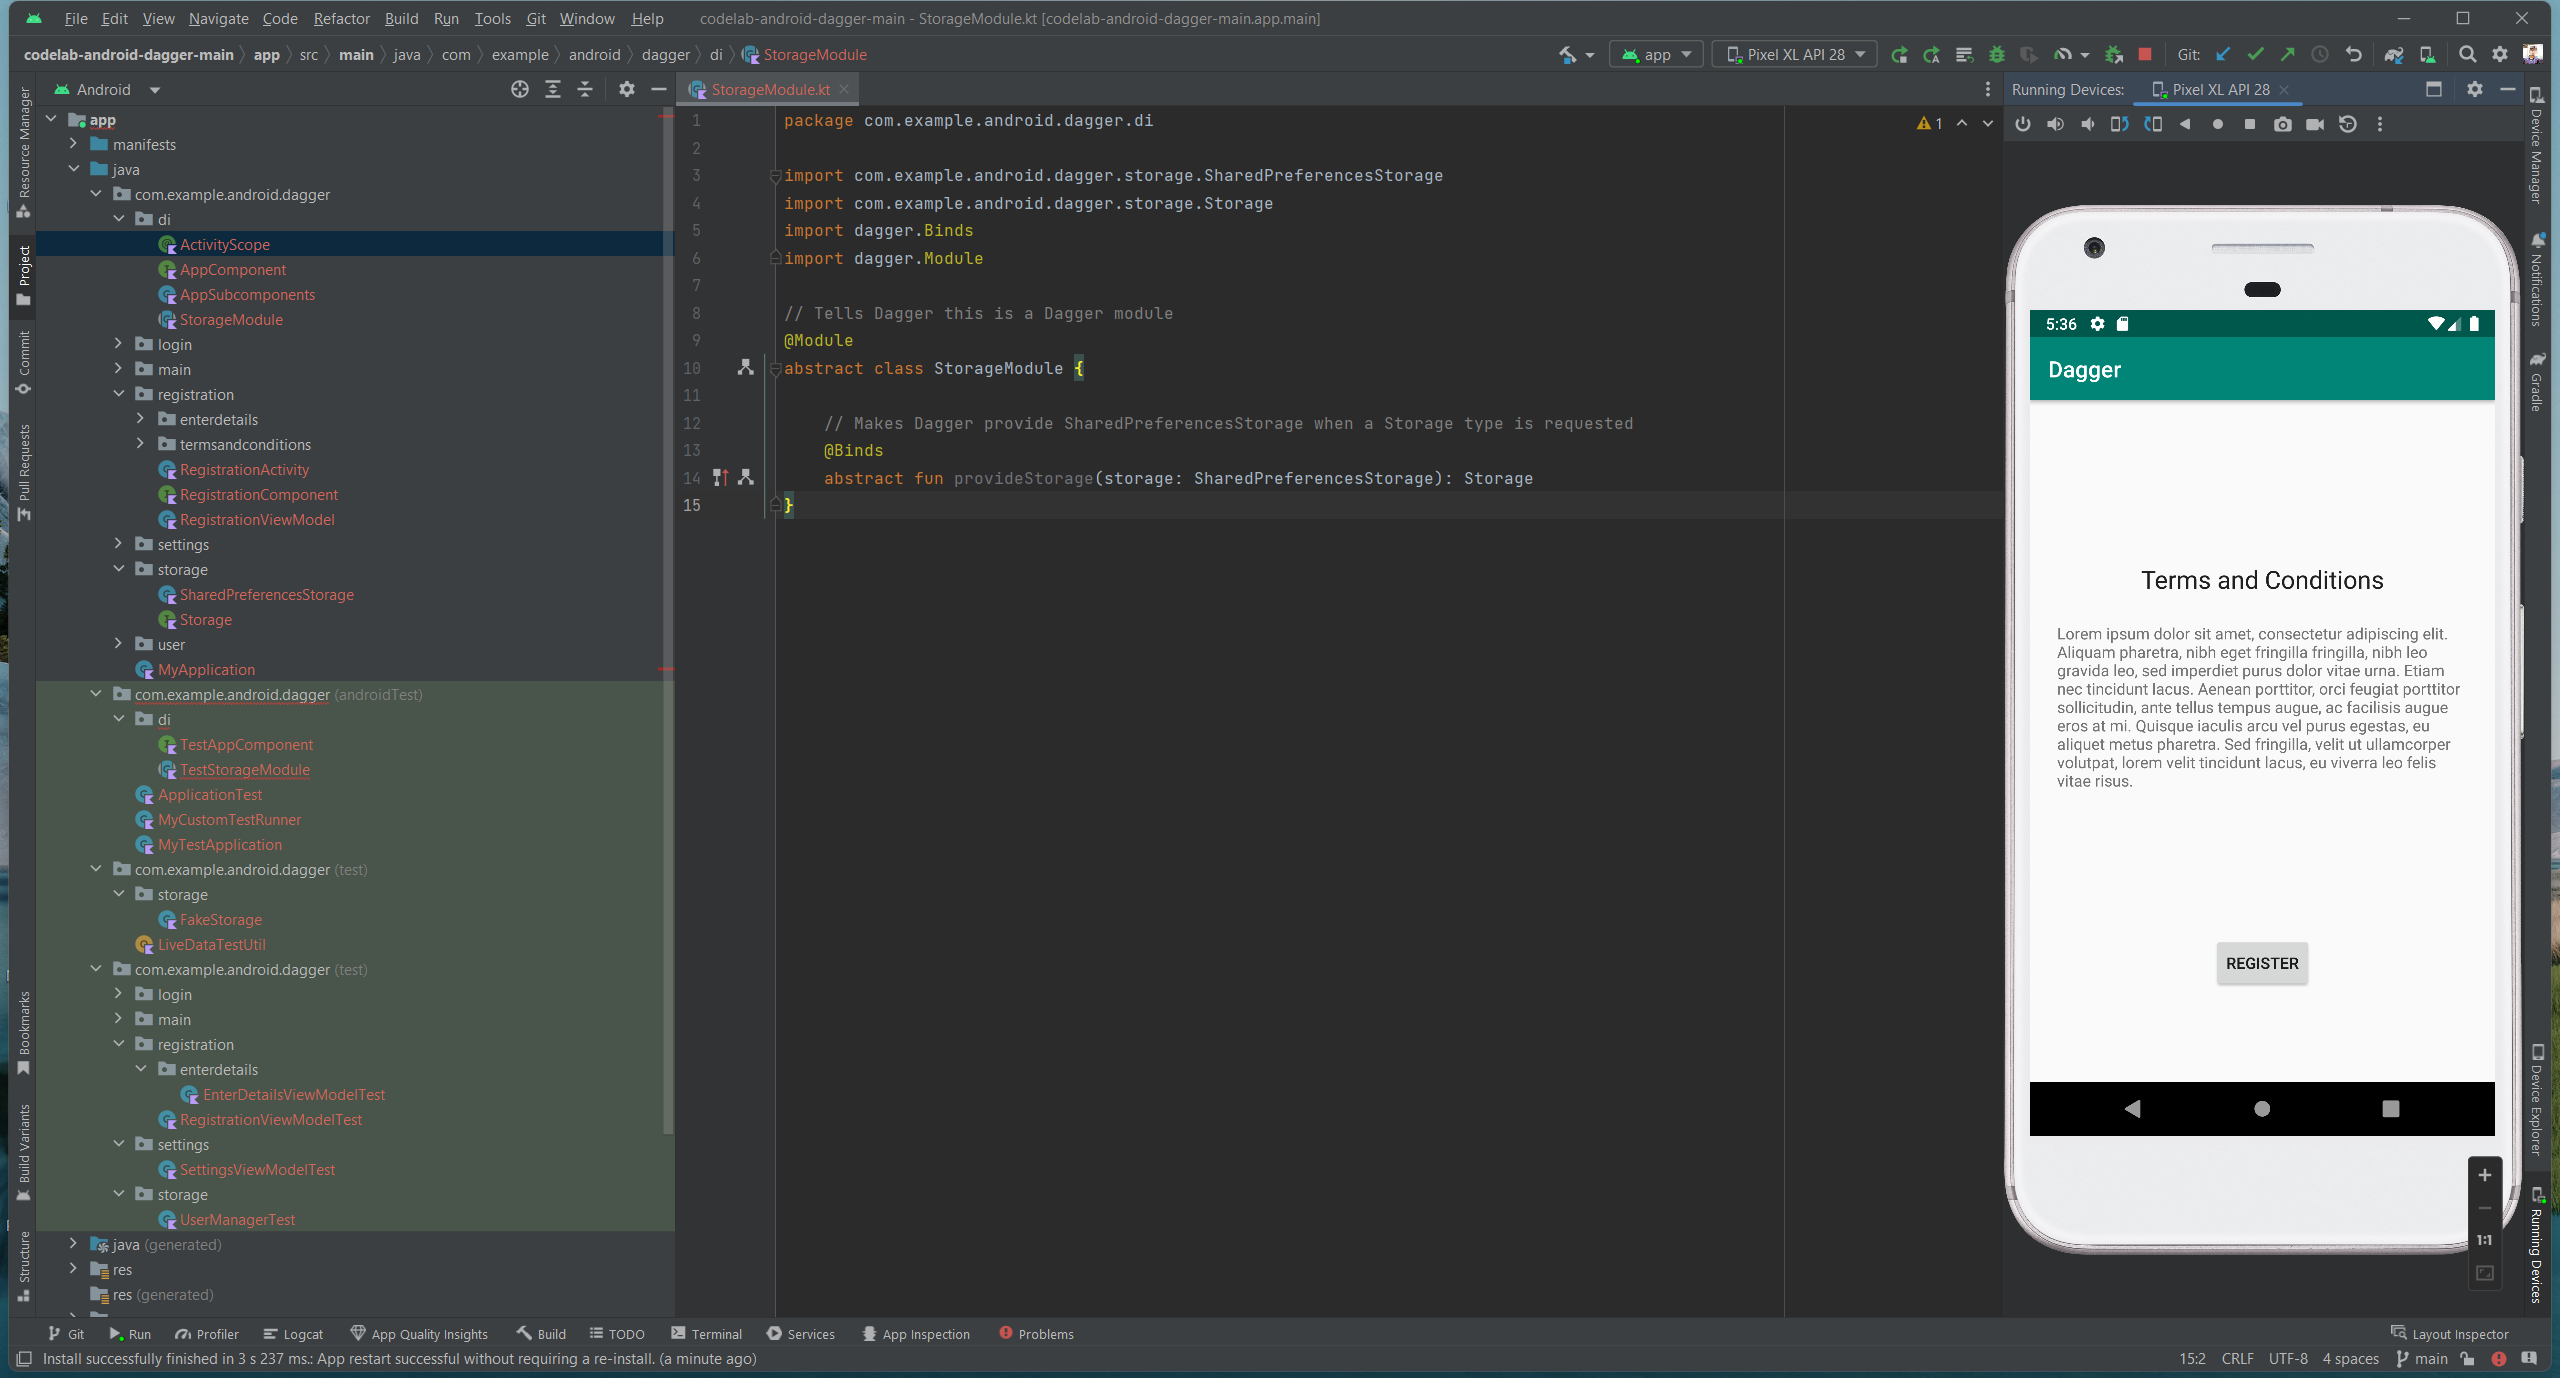 File Edit View Navigate Code Refactor Build Run Tools Git Window Help codelab-android-dagger-main - StorageModule.kt [codelab-android-dagger-main.app.main]
codelab-android-dagger-main app src main java com example android dagger di StorageModule app Pixel XL API 28 Git:
Android
StorageModule.kt
Running Devices: Pixel XL API 28
Resource Manager
Project
Commit
Pull Requests
Bookmarks
Build Variants
Structure
app
manifests
java
com.example.android.dagger
di
ActivityScope
AppComponent
AppSubcomponents
StorageModule
login
main
registration
enterdetails
termsandconditions
RegistrationActivity
RegistrationComponent
RegistrationViewModel
settings
storage
SharedPreferencesStorage
Storage
user
MyApplication
com.example.android.dagger (androidTest)
di
TestAppComponent
TestStorageModule
ApplicationTest
MyCustomTestRunner
MyTestApplication
com.example.android.dagger (test)
storage
FakeStorage
LiveDataTestUtil
com.example.android.dagger (test)
login
main
registration
enterdetails
EnterDetailsViewModelTest
RegistrationViewModelTest
settings
SettingsViewModelTest
storage
UserManagerTest
java (generated)
res
res (generated)
1 package com.example.android.dagger.di
2
3 import com.example.android.dagger.storage.SharedPreferencesStorage
4 import com.example.android.dagger.storage.Storage
5 import dagger.Binds
6 import dagger.Module
7
8 // Tells Dagger this is a Dagger module
9 @Module
10 abstract class StorageModule {
11
12 // Makes Dagger provide SharedPreferencesStorage when a Storage type is requested
13 @Binds
14 abstract fun provideStorage(storage: SharedPreferencesStorage): Storage
15 }
1
5:36
Dagger
Terms and Conditions
Lorem ipsum dolor sit amet, consectetur adipiscing elit.
Aliquam pharetra, nibh eget fringilla fringilla, nibh leo
gravida leo, sed imperdiet purus dolor vitae urna. Etiam
nec tincidunt lacus. Aenean porttitor, orci feugiat porttitor
sollicitudin, ante tellus tempus augue, ac facilisis augue
eros at mi. Quisque iaculis arcu vel purus egestas, eu
aliquet metus pharetra. Sed fringilla, velit ut ullamcorper
volutpat, lorem velit tincidunt lacus, eu viverra leo felis
vitae risus.
REGISTER
1:1
Device Manager
Notifications
Gradle
Device Explorer
Running Devices
Git Run Profiler Logcat App Quality Insights Build TODO Terminal Services App Inspection Problems Layout Inspector
Install successfully finished in 3 s 237 ms.: App restart successful without requiring a re-install. (a minute ago) 15:2 CRLF UTF-8 4 spaces main